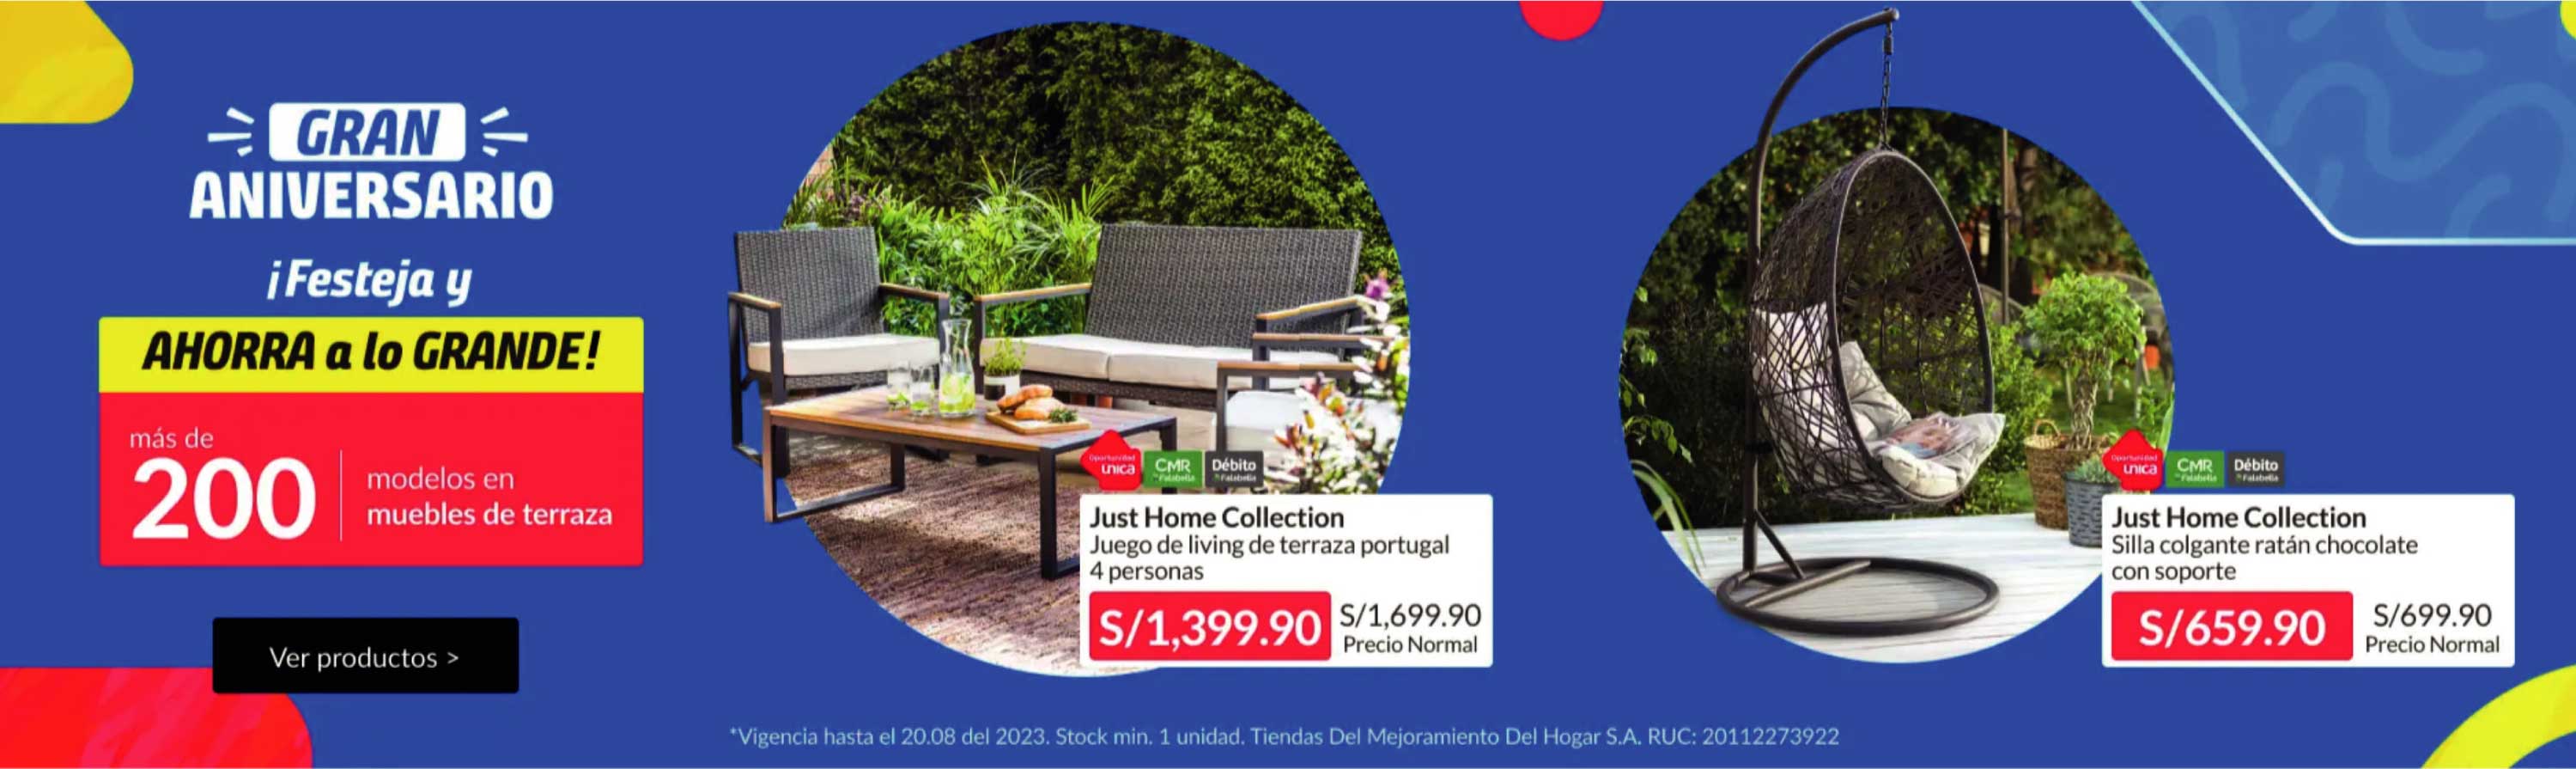 GRAN
ANIVERSARIO
¡Festeja y
AHORRA a lo GRANDE!
más de
200
modelos en
muebles de terraza
Ver productos >
Oportunidad
única
CMR
Falabella
Débito
Falabella
Just Home Collection
Juego de living de terraza portugal
4 personas
S/1,399.90
S/1,699.90
Precio Normal
Oportunidad
única
CMR
Falabella
Débito
Falabella
Just Home Collection
Silla colgante ratán chocolate
con soporte
S/659.90
S/699.90
Precio Normal
*Vigencia hasta el 20.08 del 2023. Stock min. 1 unidad. Tiendas Del Mejoramiento Del Hogar S.A. RUC: 20112273922